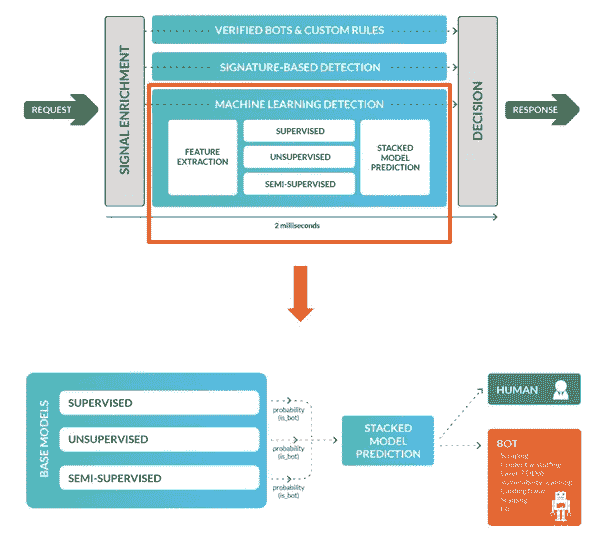 VERIFIED BOTS & CUSTOM RULES
SIGNATURE-BASED DETECTION
MACHINE LEARNING DETECTION
REQUEST
SIGNAL ENRICHMENT
FEATURE
EXTRACTION
SUPERVISED
UNSUPERVISED
SEMI-SUPERVISED
STACKED
MODEL
PREDICTION
DECISION
RESPONSE
2 milliseconds
BASE MODELS
SUPERVISED
UNSUPERVISED
SEMI-SUPERVISED
probability
(is_bot)
probability
(is_bot)
probability
(is_bot)
STACKED
MODEL
PREDICTION
HUMAN
BOT
Scraping